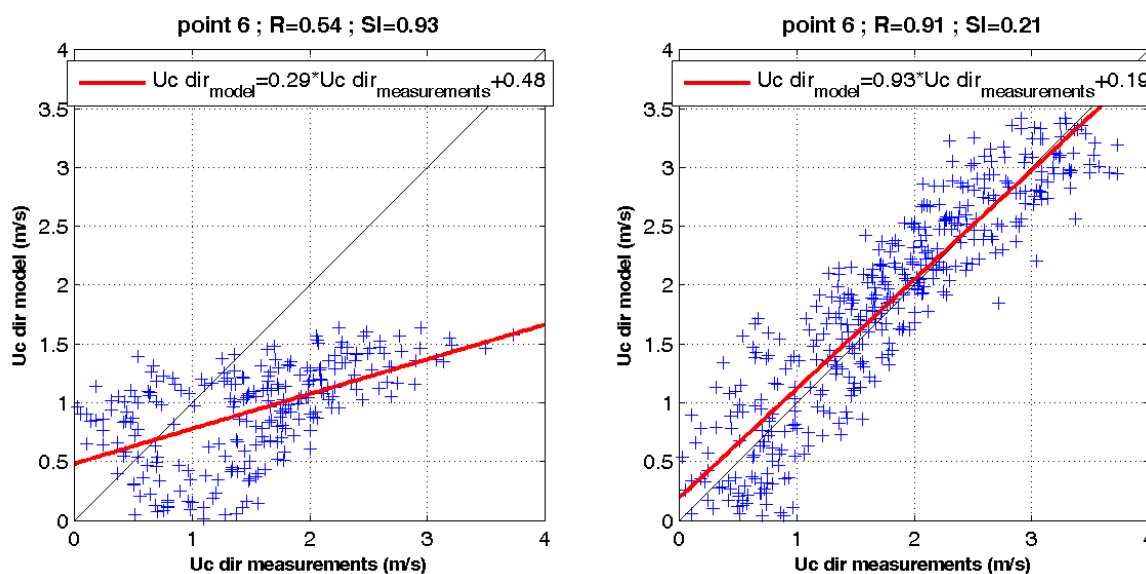 point 6 ; R=0.54 ; SI=0.93
Uc dir model=0.29*Uc dir measurements+0.48
4
3.5
3
2.5
2
1.5
1
0.5
0
0 1 2 3 4
Uc dir model (m/s)
Uc dir measurements (m/s)
point 6 ; R=0.91 ; SI=0.21
Uc dir model=0.93*Uc dir measurements+0.19
4
3.5
3
2.5
2
1.5
1
0.5
0
0 1 2 3 4
Uc dir model (m/s)
Uc dir measurements (m/s)